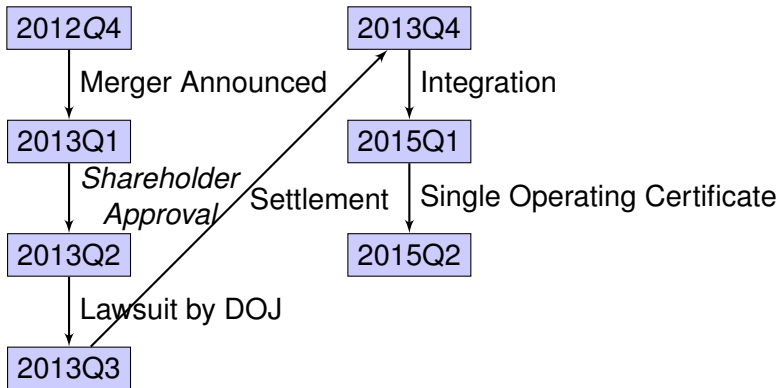 2012Q4
Merger Announced
2013Q1
Shareholder
Approval
2013Q2
Lawsuit by DOJ
2013Q3
Settlement
2013Q4
Integration
2015Q1
Single Operating Certificate
2015Q2